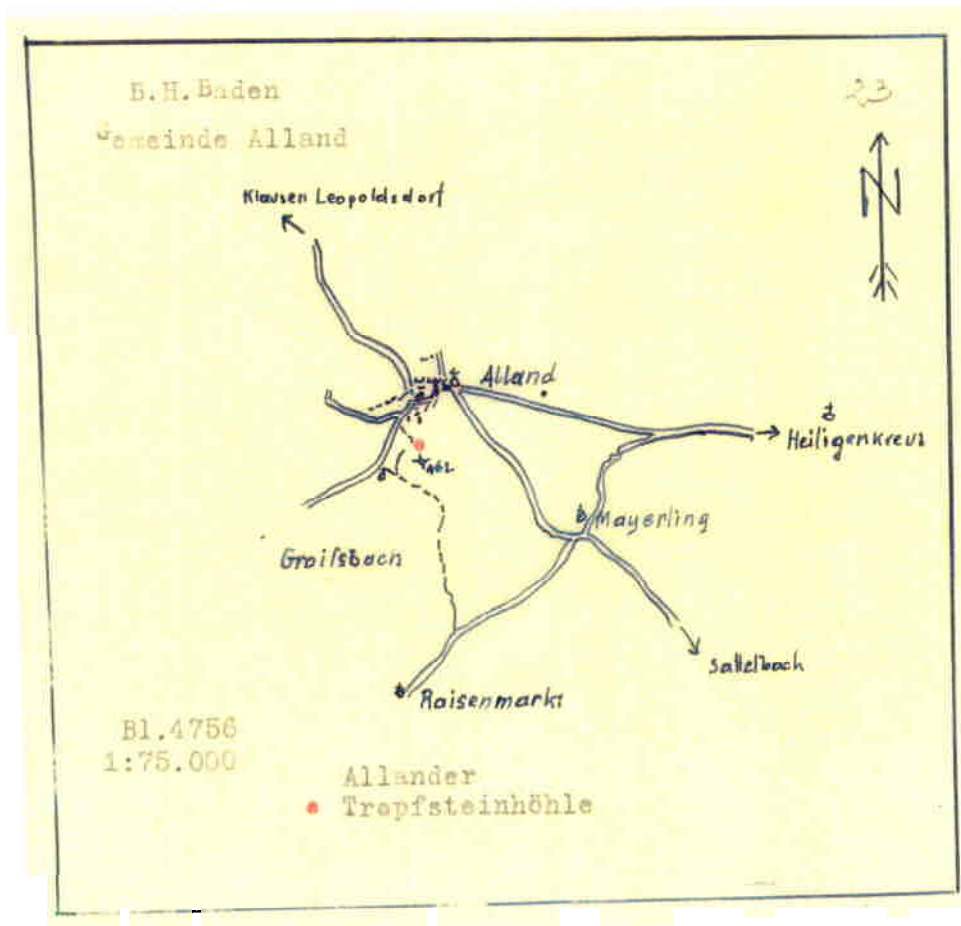 B.H.Baden
Gemeinde Alland
23
N
Klausen Leopoldsdorf
Alland
Heiligenkreuz
462
Mayerling
Groisbach
Sattelbach
Raisenmarkt
Bl.4756
1:75.000
Allander
Tropfsteinhöhle